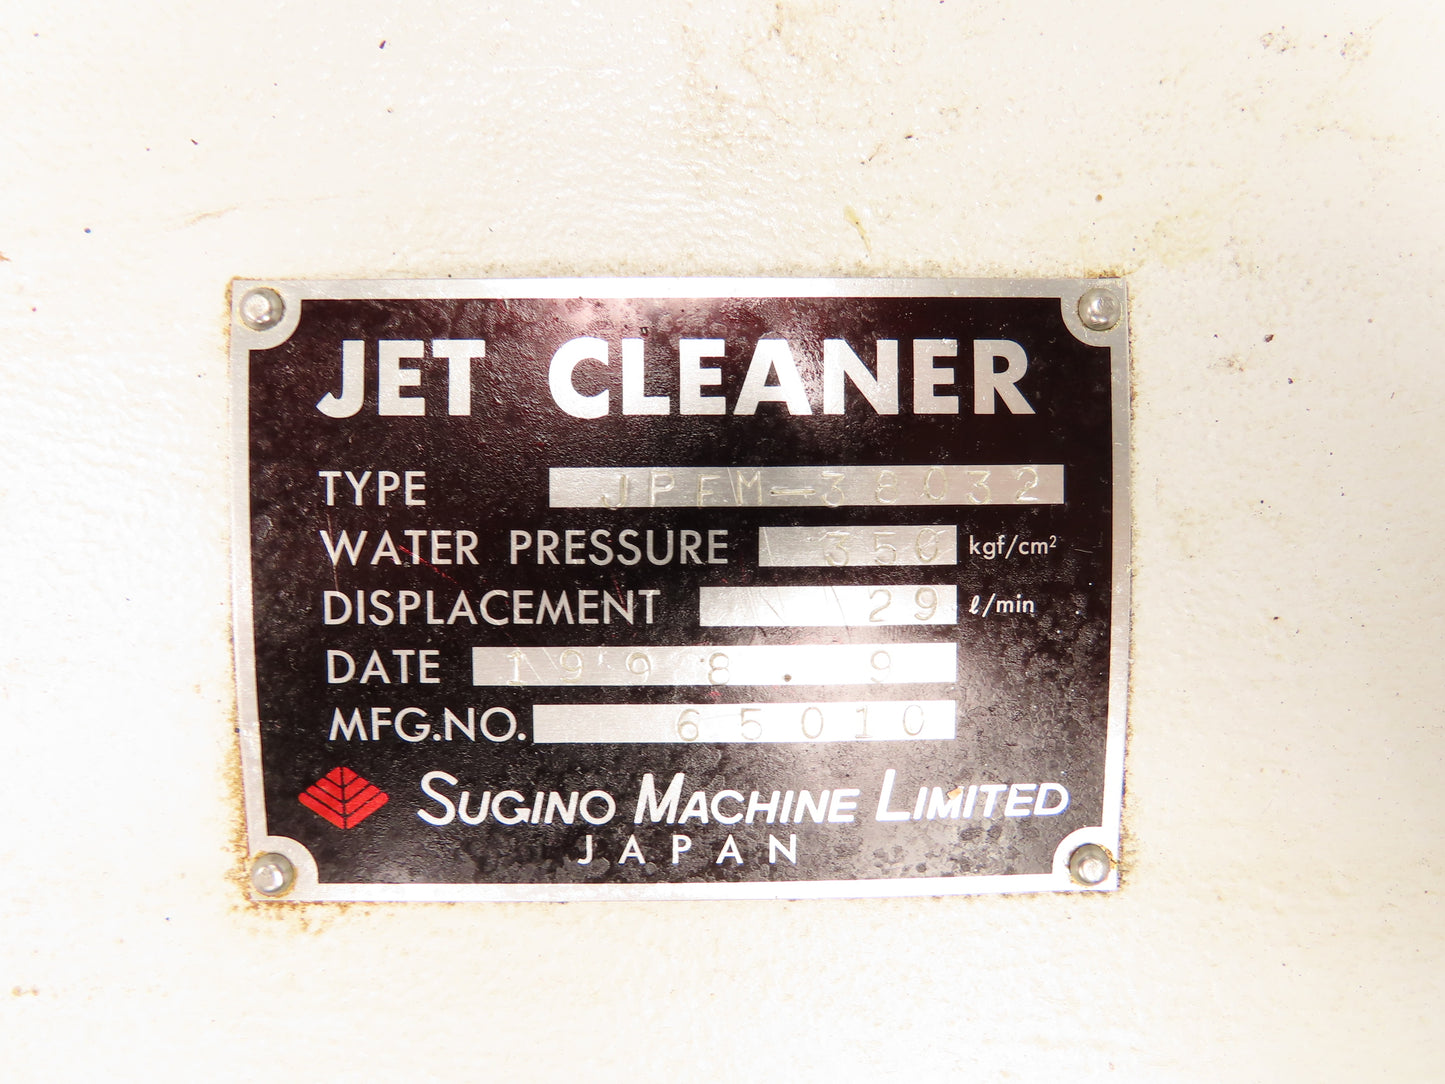 JET CLEANER
TYPE JPFM-38032
WATER PRESSURE 350 kgf/cm²
DISPLACEMENT 29 ℓ/min
DATE 1998.9
MFG.NO. 65010
SUGINO MACHINE LIMITED
JAPAN